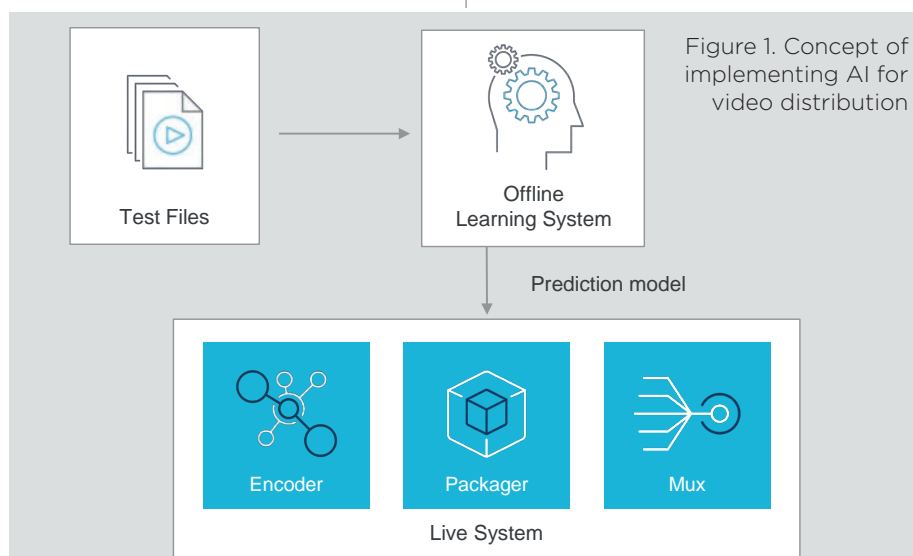 Figure 1. Concept of
implementing AI for
video distribution
Test Files
Offline
Learning System
Prediction model
Encoder
Packager
Mux
Live System